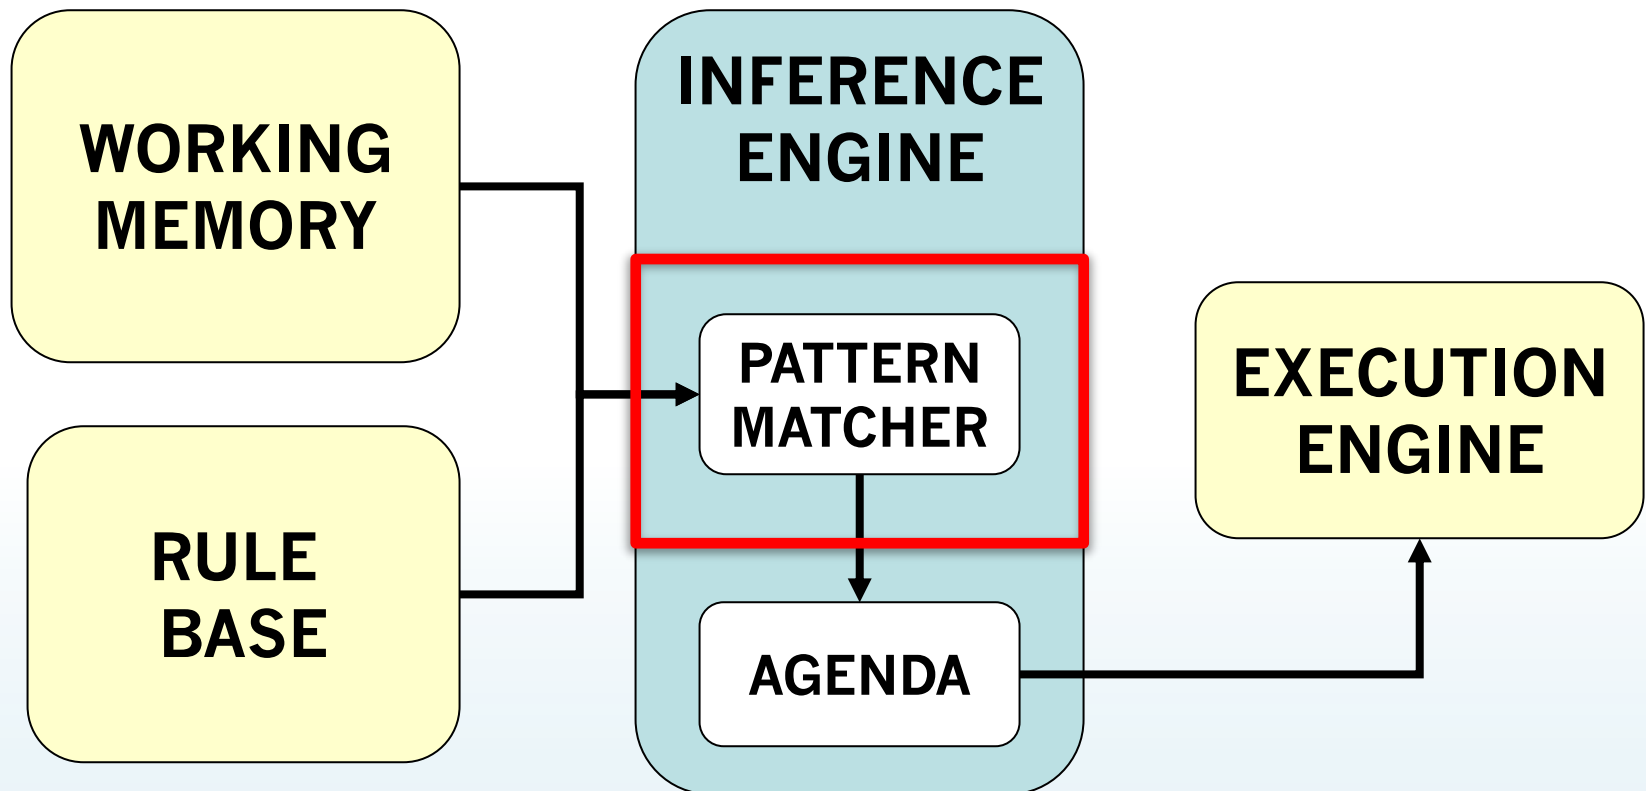 WORKING
MEMORY
RULE
BASE
INFERENCE
ENGINE
PATTERN
MATCHER
AGENDA
EXECUTION
ENGINE